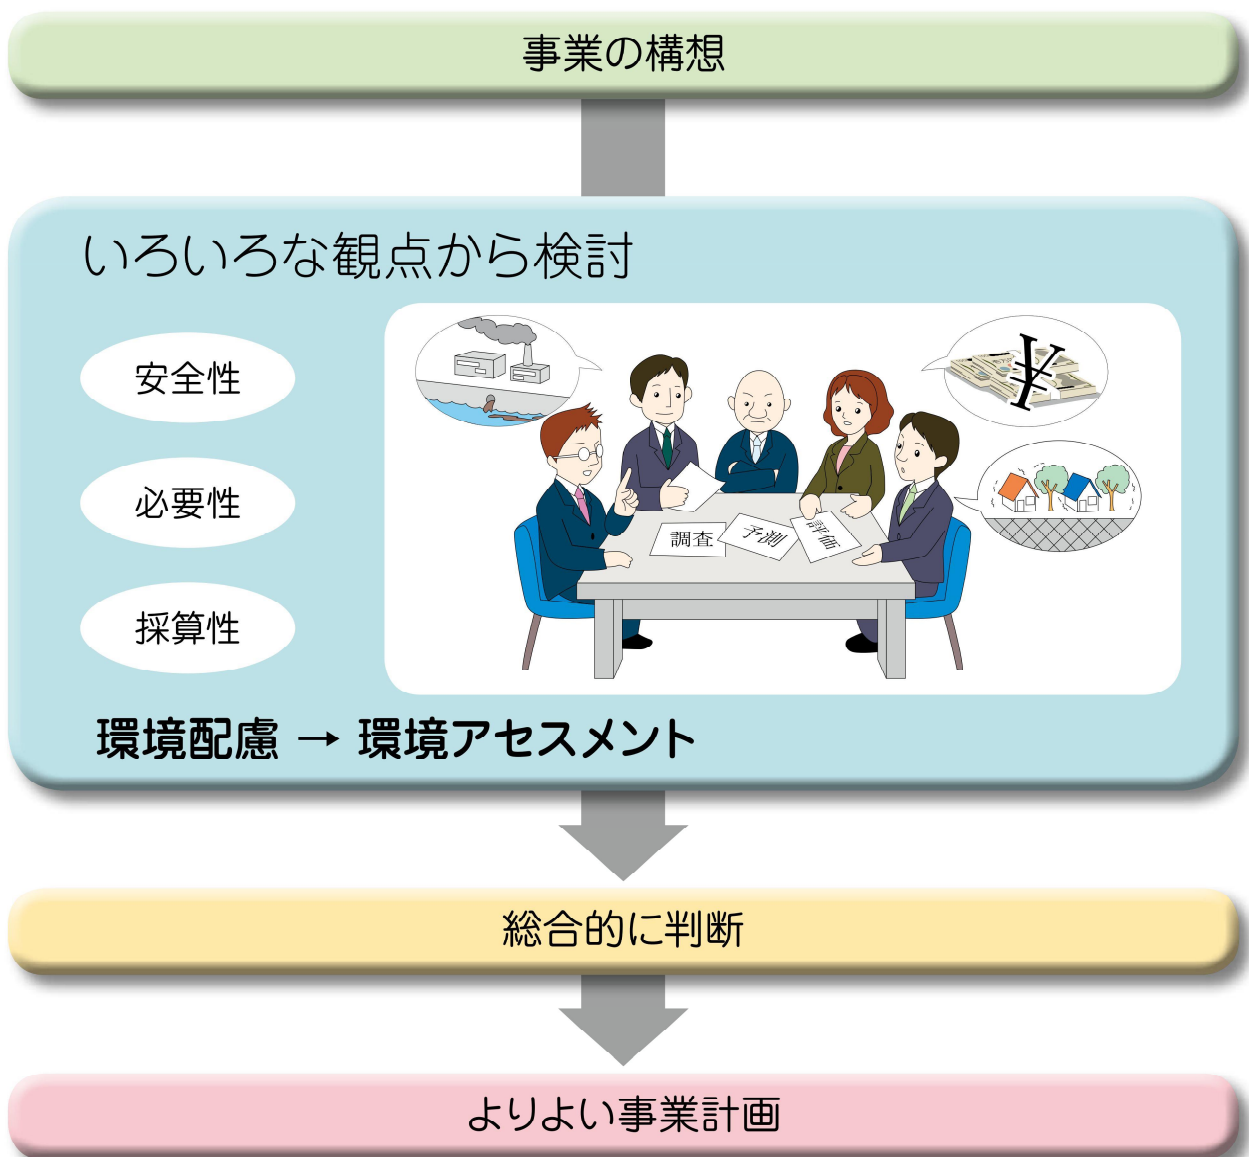 事業の構想
いろいろな観点から検討
安全性
必要性
採算性
¥
調査
予測
評価
環境配慮 → 環境アセスメント
総合的に判断
よりよい事業計画